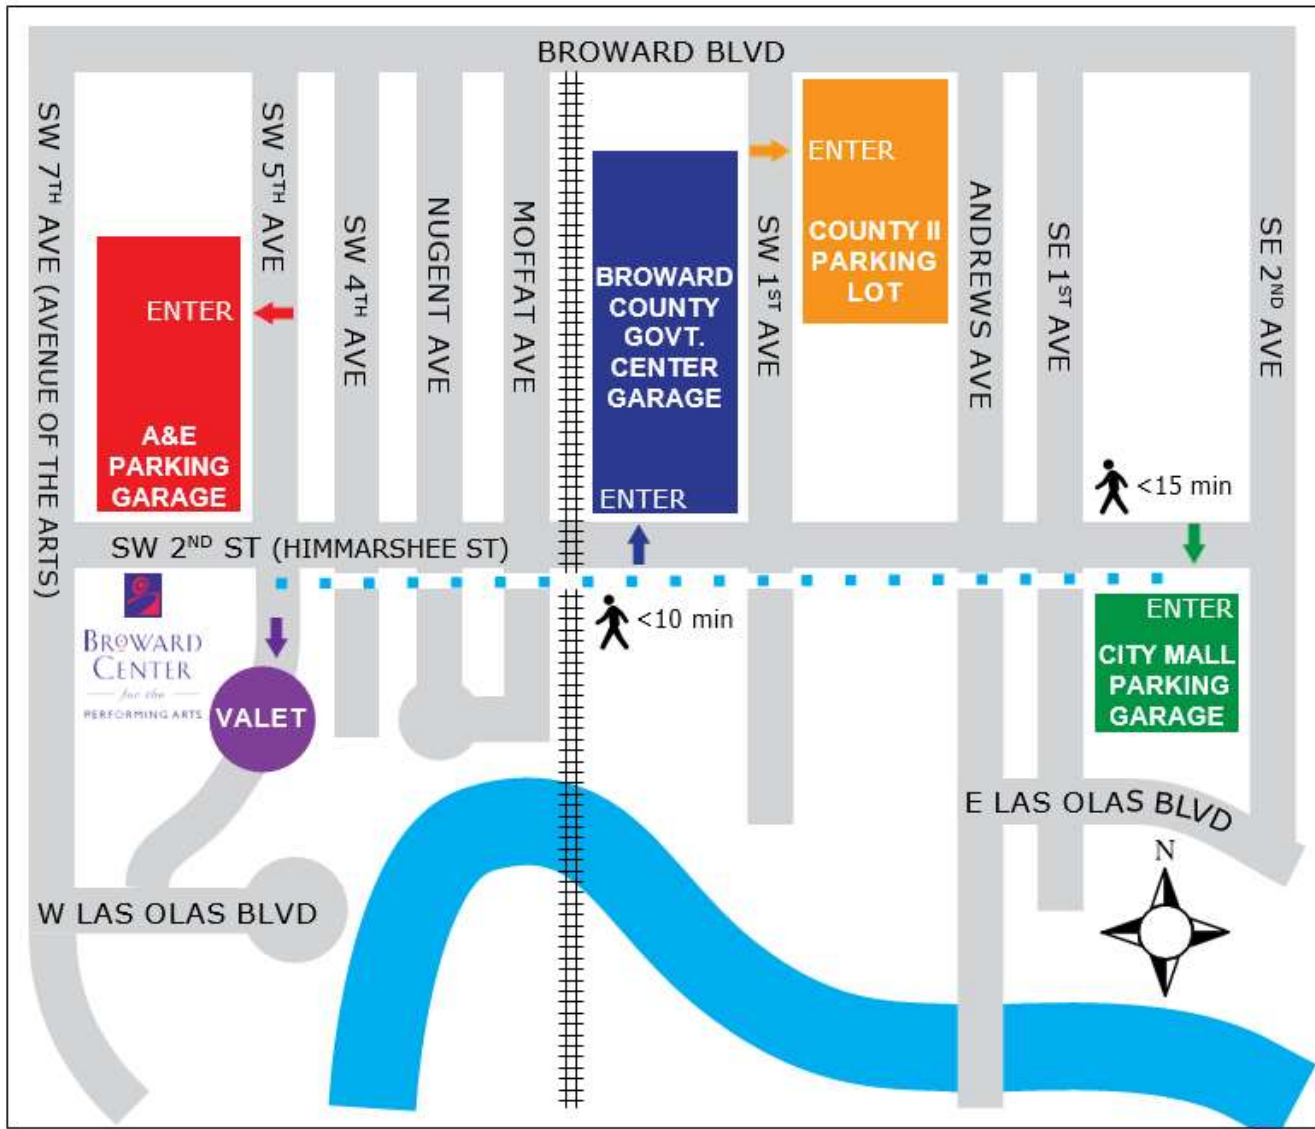 BROWARD BLVD
SW 7TH AVE (AVENUE OF THE ARTS)
SW 5TH AVE
SW 4TH AVE
NUGENT AVE
MOFFAT AVE
SW 1ST AVE
ANDREWS AVE
SE 1ST AVE
SE 2ND AVE
ENTER
A&E
PARKING
GARAGE
BROWARD
COUNTY
GOVT.
CENTER
GARAGE
ENTER
ENTER
COUNTY II
PARKING
LOT
<15 min
SW 2ND ST (HIMMARSHEE ST)
<10 min
ENTER
CITY MALL
PARKING
GARAGE
BROWARD
CENTER
for the
PERFORMING ARTS
VALET
E LAS OLAS BLVD
N
W LAS OLAS BLVD